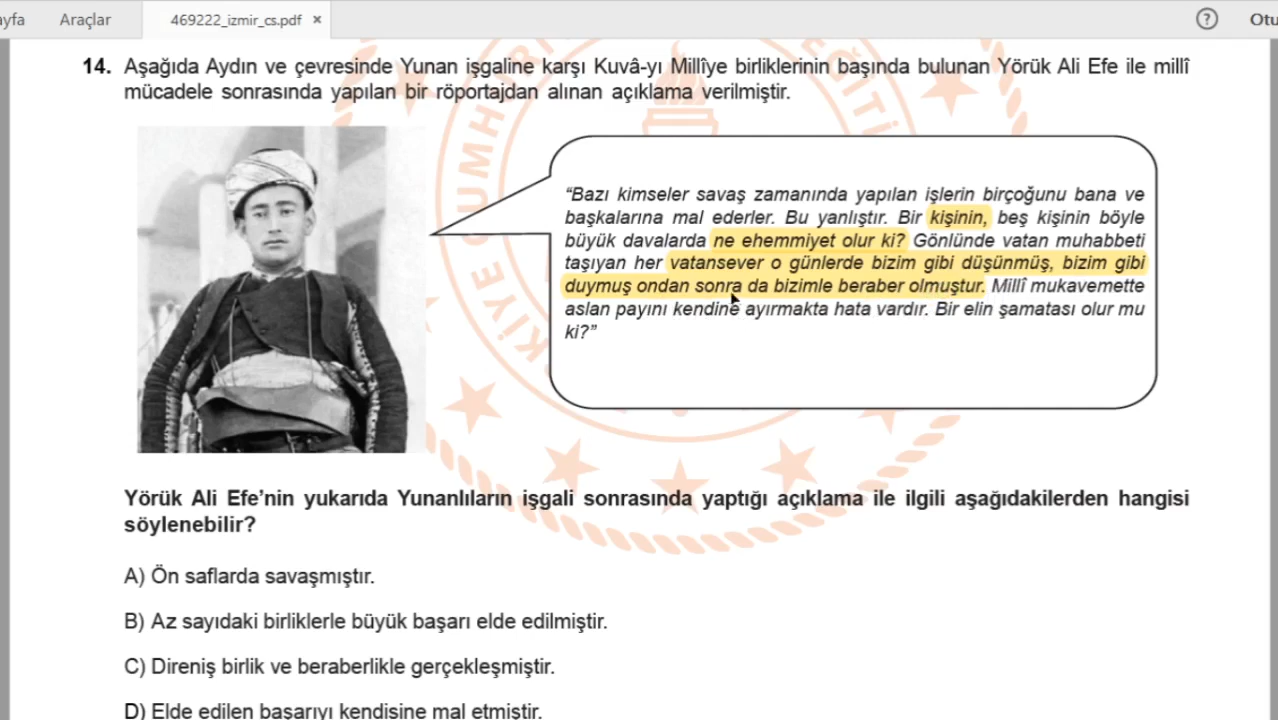 ayfa Araçlar 469222_izmir_cs.pdf × ? Otu
14. Aşağıda Aydın ve çevresinde Yunan işgaline karşı Kuvâ-yı Millîye birliklerinin başında bulunan Yörük Ali Efe ile millî
mücadele sonrasında yapılan bir röportajdan alınan açıklama verilmiştir.
“Bazı kimseler savaş zamanında yapılan işlerin birçoğunu bana ve
başkalarına mal ederler. Bu yanlıştır. Bir kişinin, beş kişinin böyle
büyük davalarda ne ehemmiyet olur ki? Gönlünde vatan muhabbeti
taşıyan her vatansever o günlerde bizim gibi düşünmüş, bizim gibi
duymuş ondan sonra da bizimle beraber olmuştur. Millî mukavemette
aslan payını kendine ayırmakta hata vardır. Bir elin şamatası olur mu
ki?”
Yörük Ali Efe’nin yukarıda Yunanlıların işgali sonrasında yaptığı açıklama ile ilgili aşağıdakilerden hangisi
söylenebilir?
A) Ön saflarda savaşmıştır.
B) Az sayıdaki birliklerle büyük başarı elde edilmiştir.
C) Direniş birlik ve beraberlikle gerçekleşmiştir.
D) Elde edilen başarıyı kendisine mal etmiştir.